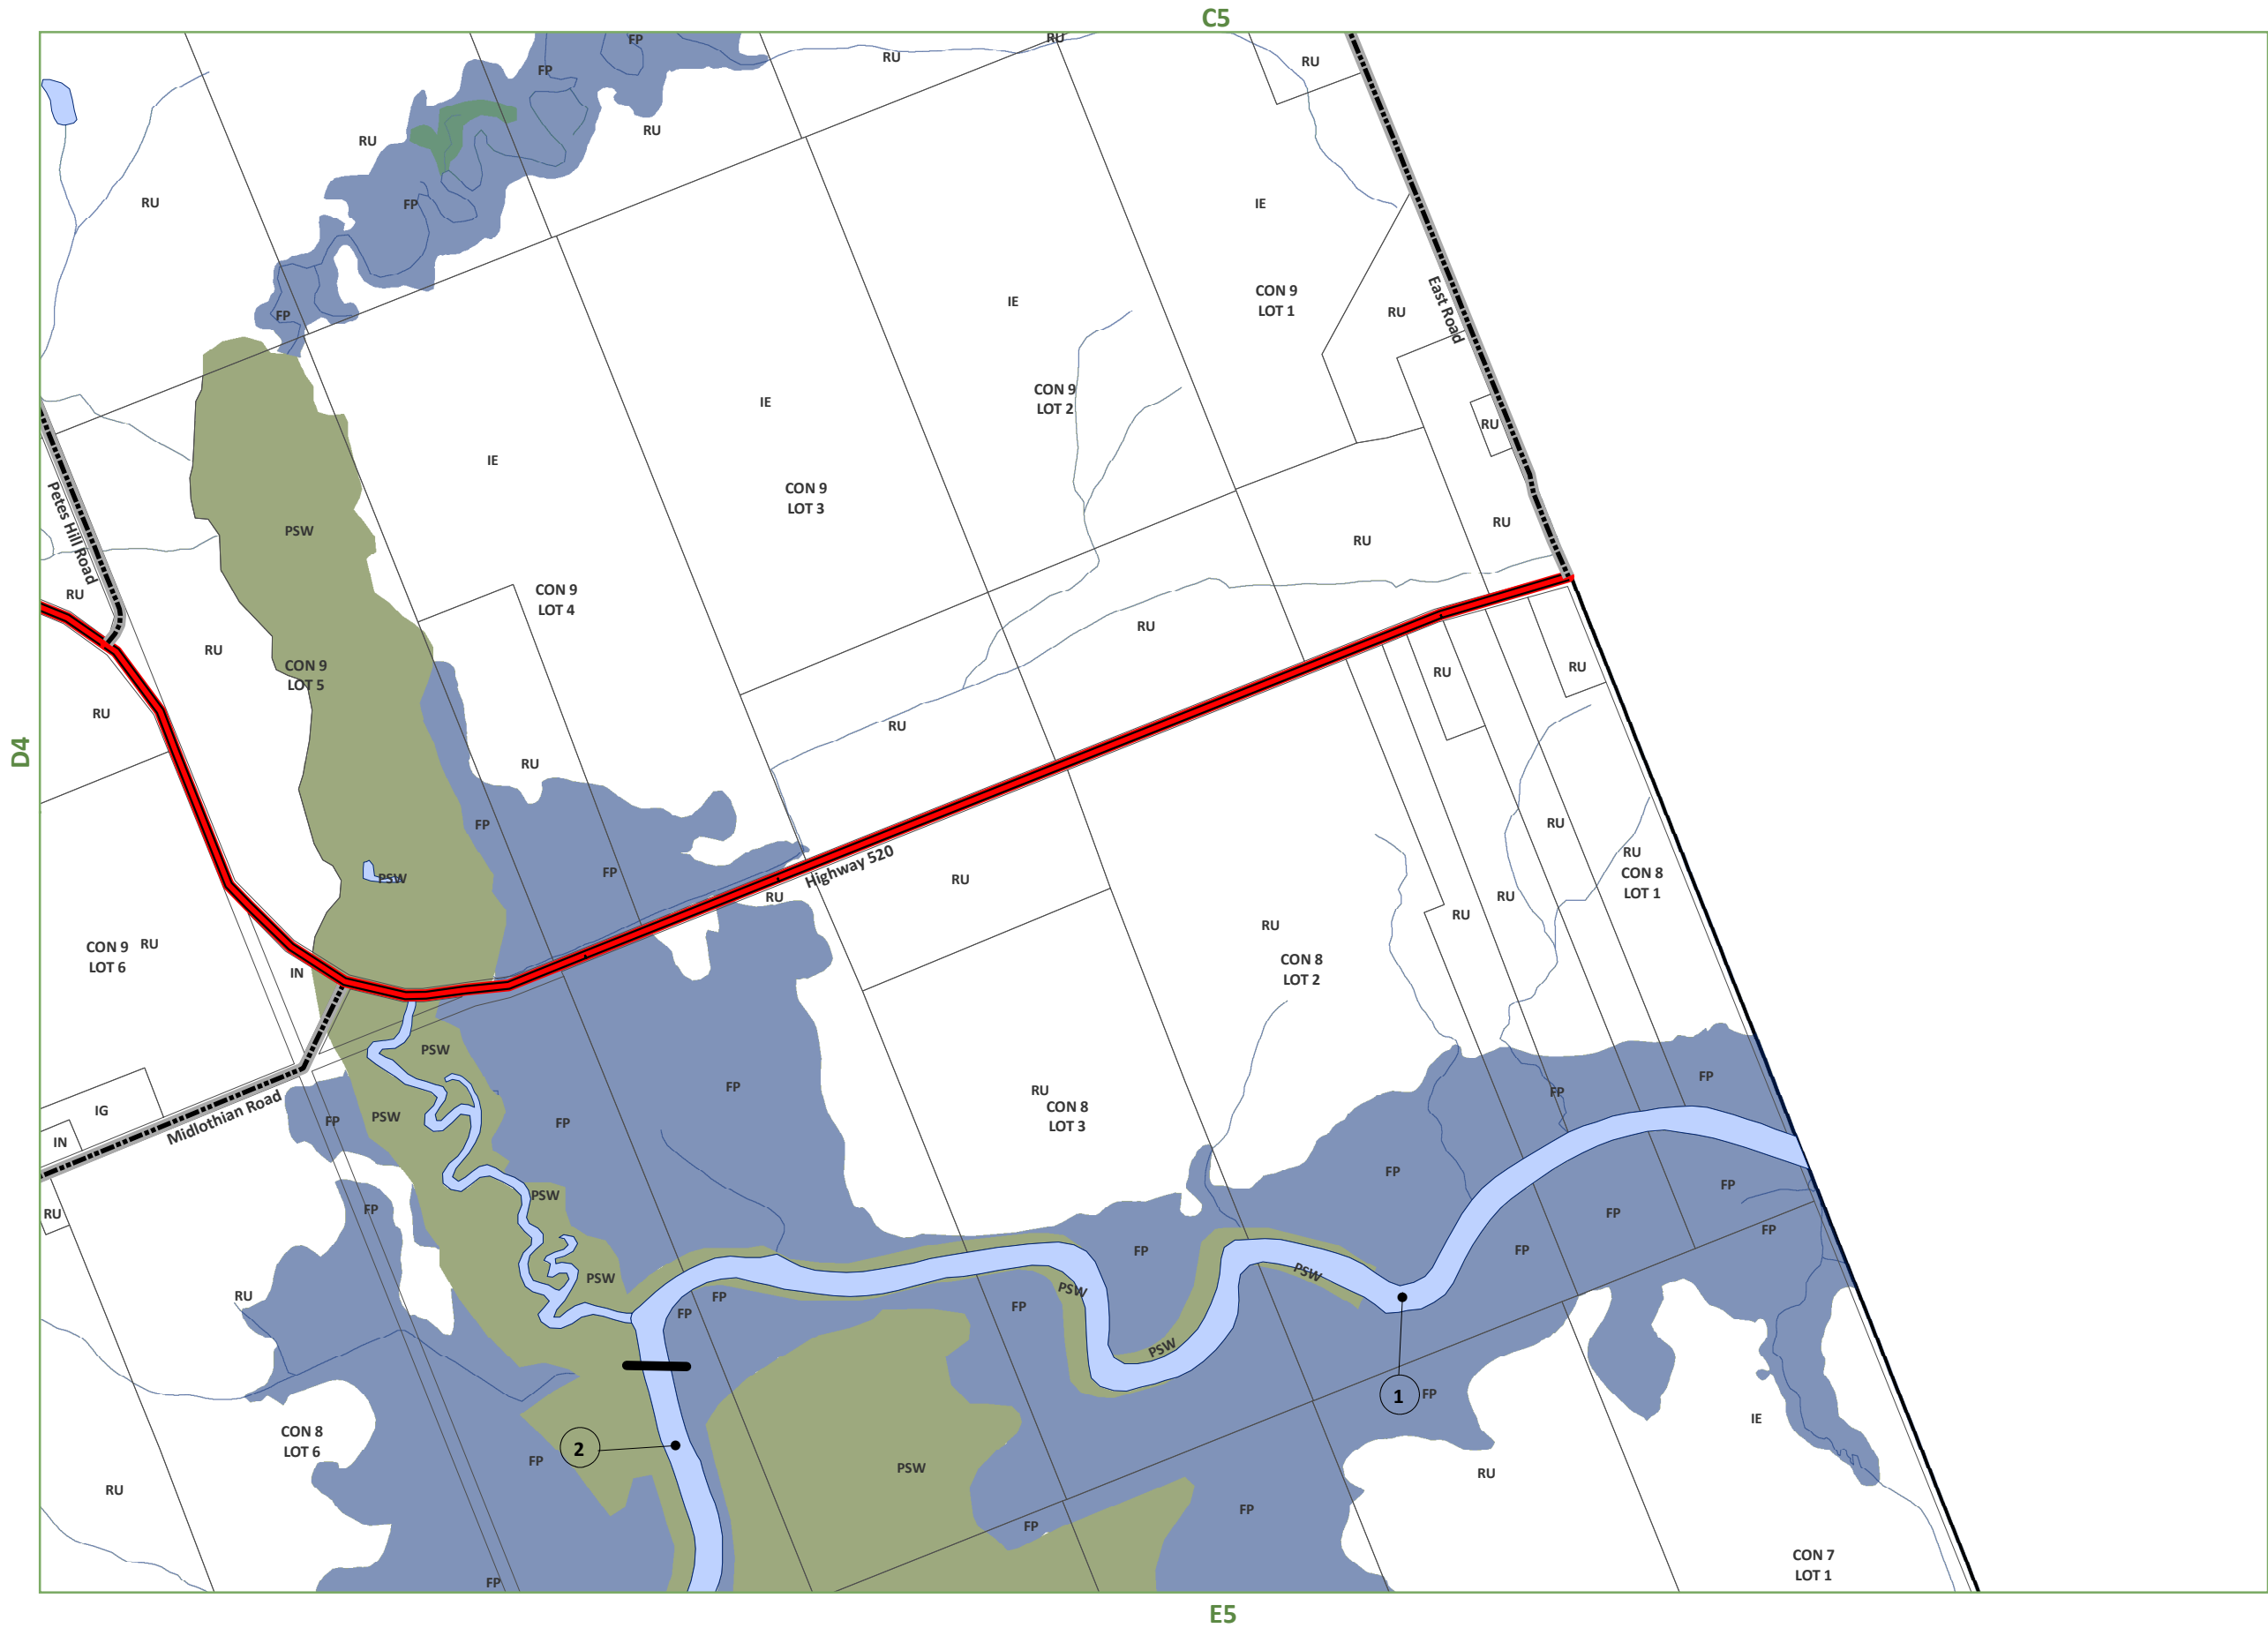 C5
FP
RU
RU
RU
FP
RU
RU
RU
FP
IE
CON 9
LOT 1
IE
RU
East Road
FP
CON 9
LOT 2
IE
RU
IE
CON 9
LOT 3
Petes Hill Road
PSW
RU
RU
RU
CON 9
LOT 4
RU
RU
CON 9
LOT 5
RU
RU
RU
RU
D4
RU
FP
RU
RU
CON 8
LOT 1
Highway 520
FP
PSW
RU
RU
RU
RU
RU
CON 9
LOT 6
RU
IN
CON 8
LOT 2
PSW
FP
FP
FP
RU
CON 8
LOT 3
IG
IN
Midlothian Road
FP
PSW
FP
FP
FP
PSW
RU
FP
FP
FP
FP
FP
PSW
PSW
PSW
RU
FP
FP
FP
PSW
1
FP
IE
CON 8
LOT 6
2
FP
PSW
RU
RU
FP
FP
CON 7
LOT 1
FP
E5